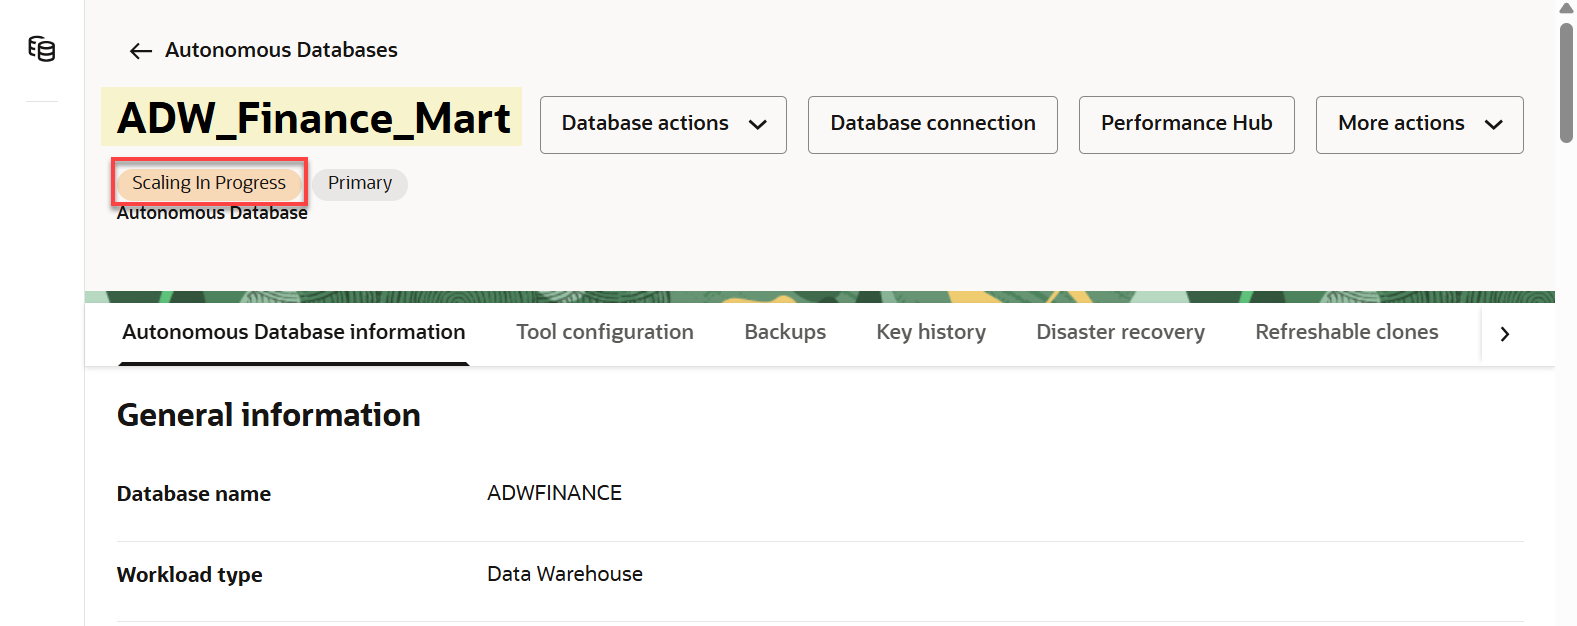 Autonomous Databases
ADW_Finance_Mart
Database actions
Database connection
Performance Hub
More actions
Scaling In Progress
Primary
Autonomous Database
Autonomous Database information
Tool configuration
Backups
Key history
Disaster recovery
Refreshable clones
General information
Database name
ADWFINANCE
Workload type
Data Warehouse